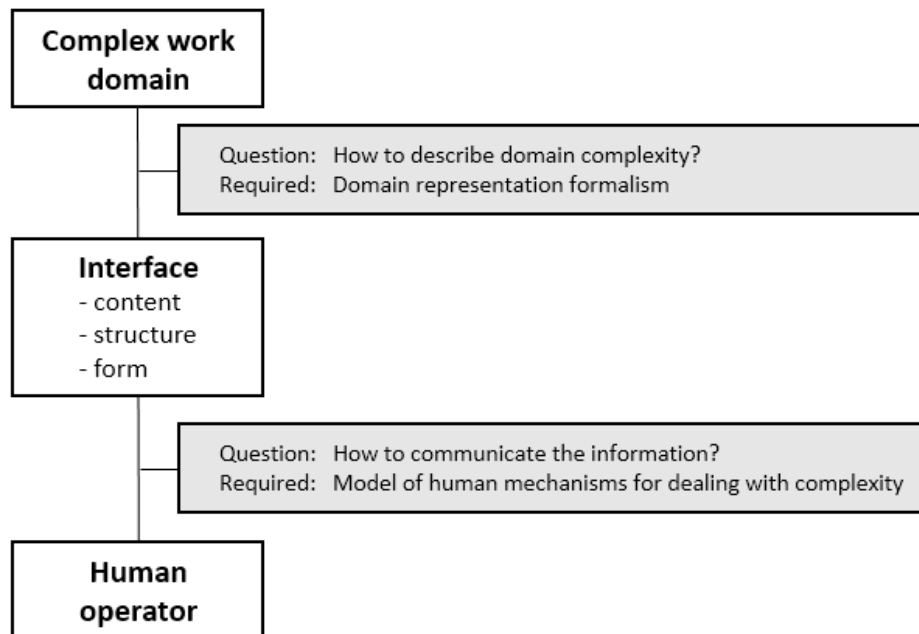 Complex work
domain
Question: How to describe domain complexity?
Required: Domain representation formalism
Interface
- content
- structure
- form
Question: How to communicate the information?
Required: Model of human mechanisms for dealing with complexity
Human
operator